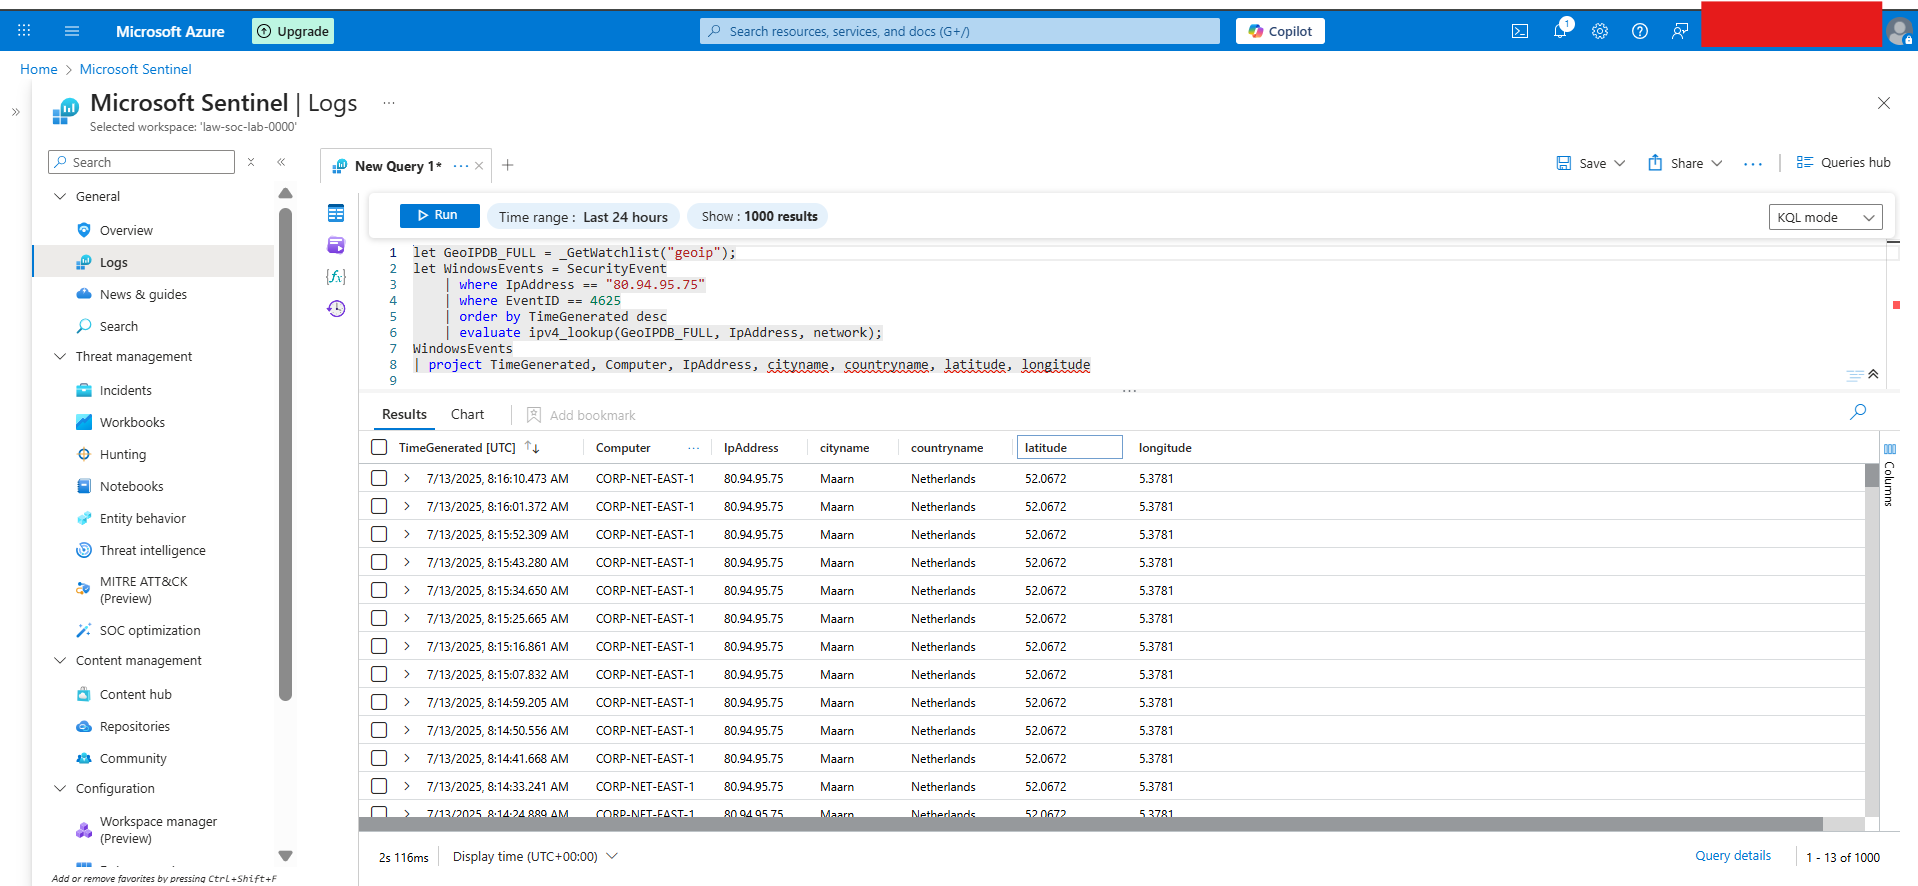 Microsoft Azure
Upgrade
Search resources, services, and docs (G+/)
Copilot
1
Home > Microsoft Sentinel
Microsoft Sentinel | Logs ...
Selected workspace: 'law-soc-lab-0000'
Search
General
Overview
Logs
News & guides
Search
Threat management
Incidents
Workbooks
Hunting
Notebooks
Entity behavior
Threat intelligence
MITRE ATT&CK
(Preview)
SOC optimization
Content management
Content hub
Repositories
Community
Configuration
Workspace manager
(Preview)
Add or remove favorites by pressing Ctrl+Shift+F
New Query 1* ...
Save
Share
...
Queries hub
Run
Time range : Last 24 hours
Show : 1000 results
KQL mode
1 let GeoIPDB_FULL = _GetWatchlist("geoip");
2 let WindowsEvents = SecurityEvent
3 | where IpAddress == "80.94.95.75"
4 | where EventID == 4625
5 | order by TimeGenerated desc
6 | evaluate ipv4_lookup(GeoIPDB_FULL, IpAddress, network);
7 WindowsEvents
8 | project TimeGenerated, Computer, IpAddress, cityname, countryname, latitude, longitude
9
Results Chart Add bookmark
TimeGenerated [UTC] Computer ... IpAddress cityname countryname latitude longitude
7/13/2025, 8:16:10.473 AM CORP-NET-EAST-1 80.94.95.75 Maarn Netherlands 52.0672 5.3781
7/13/2025, 8:16:01.372 AM CORP-NET-EAST-1 80.94.95.75 Maarn Netherlands 52.0672 5.3781
7/13/2025, 8:15:52.309 AM CORP-NET-EAST-1 80.94.95.75 Maarn Netherlands 52.0672 5.3781
7/13/2025, 8:15:43.280 AM CORP-NET-EAST-1 80.94.95.75 Maarn Netherlands 52.0672 5.3781
7/13/2025, 8:15:34.650 AM CORP-NET-EAST-1 80.94.95.75 Maarn Netherlands 52.0672 5.3781
7/13/2025, 8:15:25.665 AM CORP-NET-EAST-1 80.94.95.75 Maarn Netherlands 52.0672 5.3781
7/13/2025, 8:15:16.861 AM CORP-NET-EAST-1 80.94.95.75 Maarn Netherlands 52.0672 5.3781
7/13/2025, 8:15:07.832 AM CORP-NET-EAST-1 80.94.95.75 Maarn Netherlands 52.0672 5.3781
7/13/2025, 8:14:59.205 AM CORP-NET-EAST-1 80.94.95.75 Maarn Netherlands 52.0672 5.3781
7/13/2025, 8:14:50.556 AM CORP-NET-EAST-1 80.94.95.75 Maarn Netherlands 52.0672 5.3781
7/13/2025, 8:14:41.668 AM CORP-NET-EAST-1 80.94.95.75 Maarn Netherlands 52.0672 5.3781
7/13/2025, 8:14:33.241 AM CORP-NET-EAST-1 80.94.95.75 Maarn Netherlands 52.0672 5.3781
7/13/2025, 8:14:24.889 AM CORP-NET-EAST-1 80.94.95.75 Maarn Netherlands 52.0672 5.3781
Columns
2s 116ms
Display time (UTC+00:00)
Query details
1 - 13 of 1000